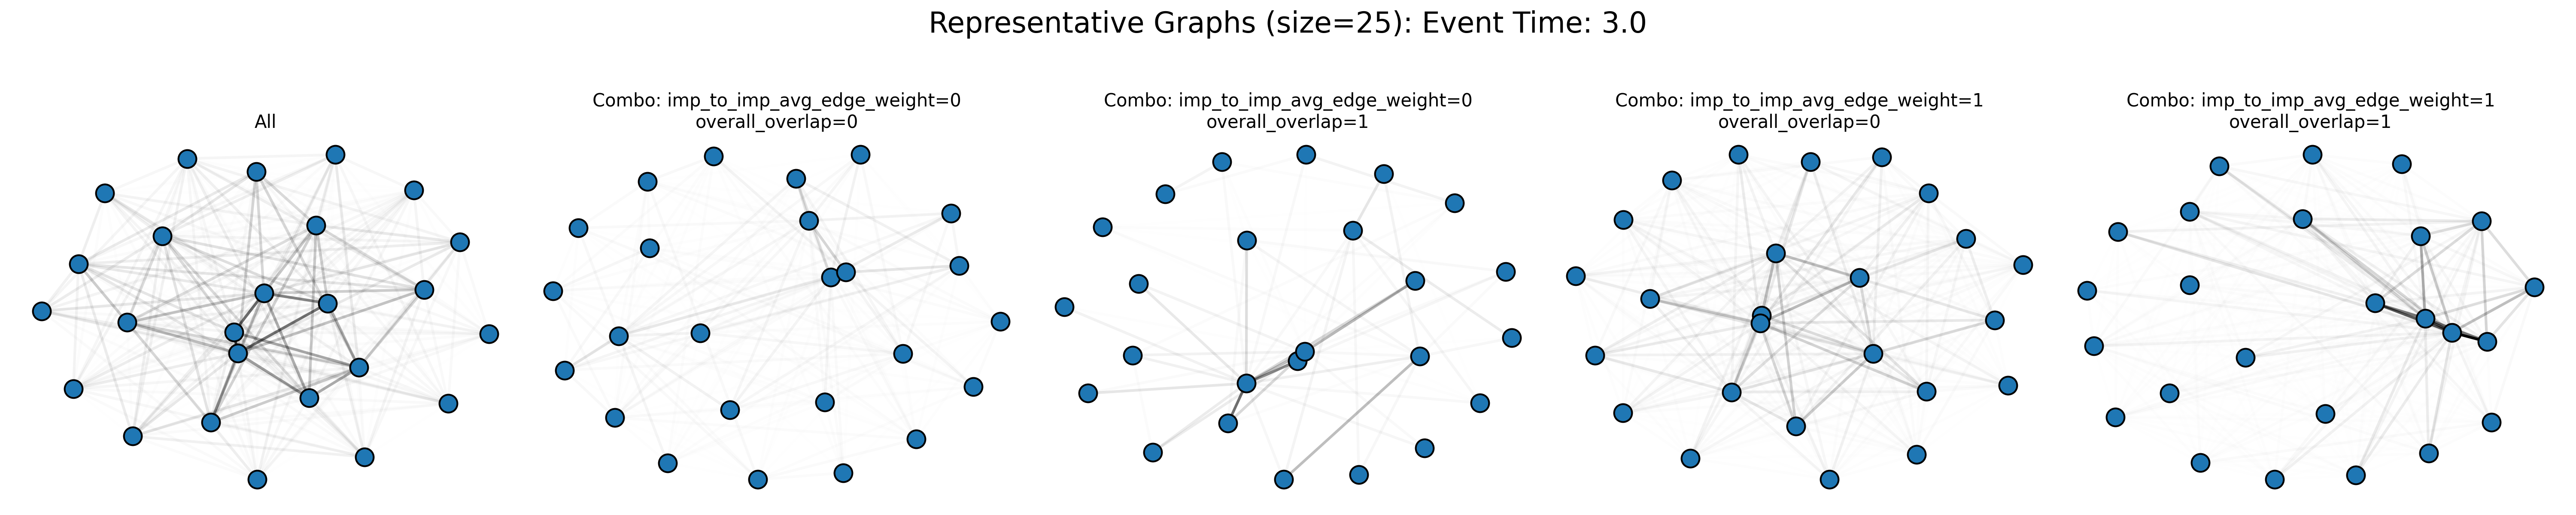 Representative Graphs (size=25): Event Time: 3.0
All
Combo: imp_to_imp_avg_edge_weight=0
overall_overlap=0
Combo: imp_to_imp_avg_edge_weight=0
overall_overlap=1
Combo: imp_to_imp_avg_edge_weight=1
overall_overlap=0
Combo: imp_to_imp_avg_edge_weight=1
overall_overlap=1